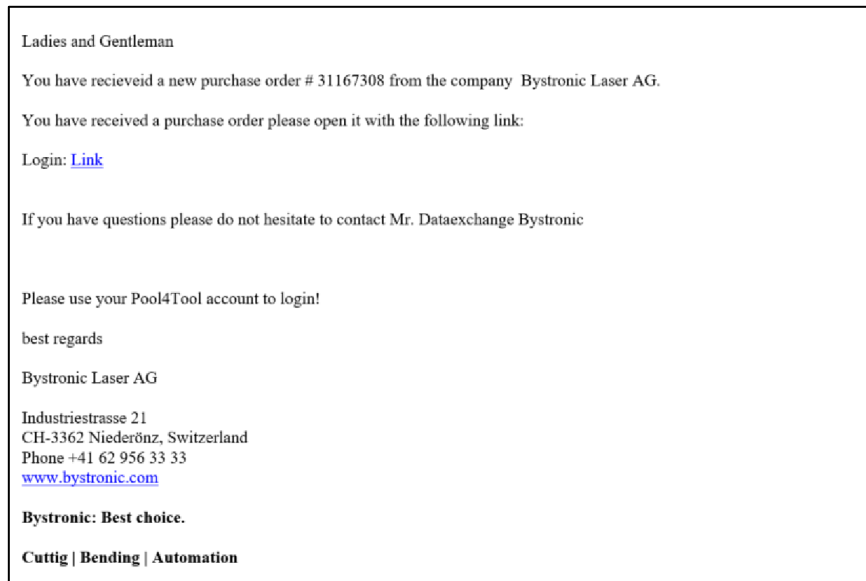 Ladies and Gentleman
You have recieveid a new purchase order # 31167308 from the company Bystronic Laser AG.
You have received a purchase order please open it with the following link:
Login: Link
If you have questions please do not hesitate to contact Mr. Dataexchange Bystronic
Please use your Pool4Tool account to login!
best regards
Bystronic Laser AG
Industriestrasse 21
CH-3362 Niederönz, Switzerland
Phone +41 62 956 33 33
www.bystronic.com
Bystronic: Best choice.
Cuttig | Bending | Automation